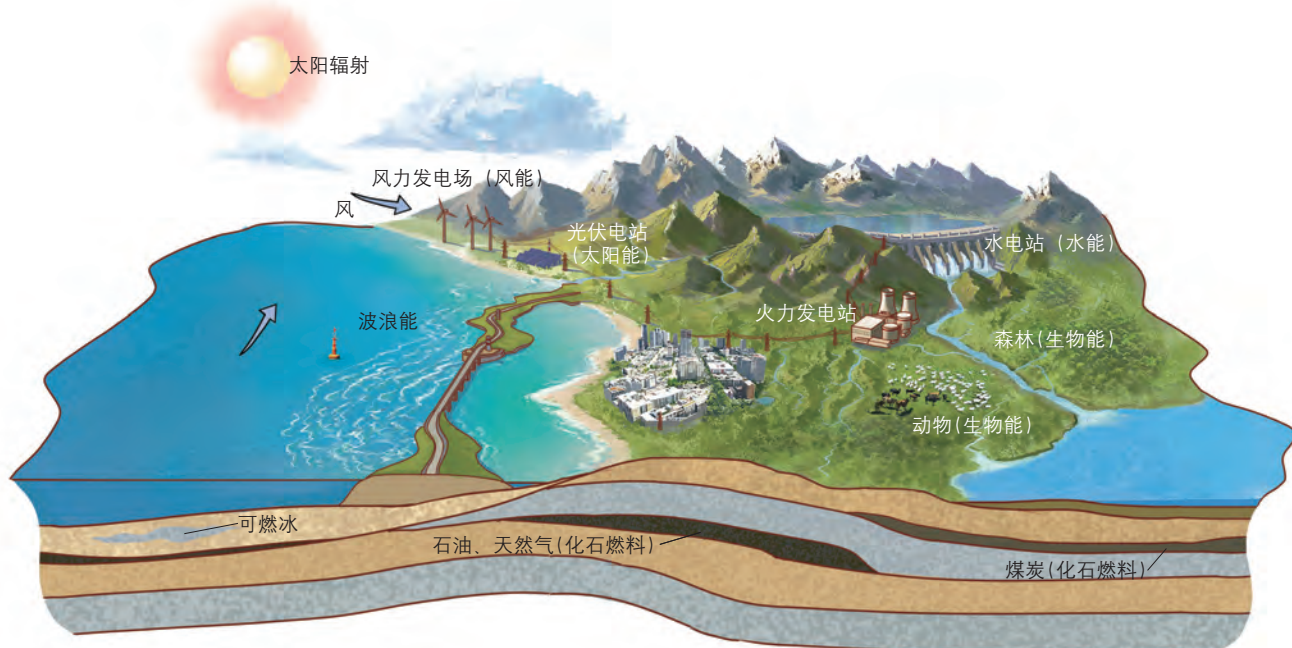 太阳辐射
风力发电场（风能）
风
光伏电站
(太阳能)
水电站（水能）
波浪能
火力发电站
森林(生物能)
动物(生物能)
可燃冰
石油、天然气(化石燃料)
煤炭(化石燃料)